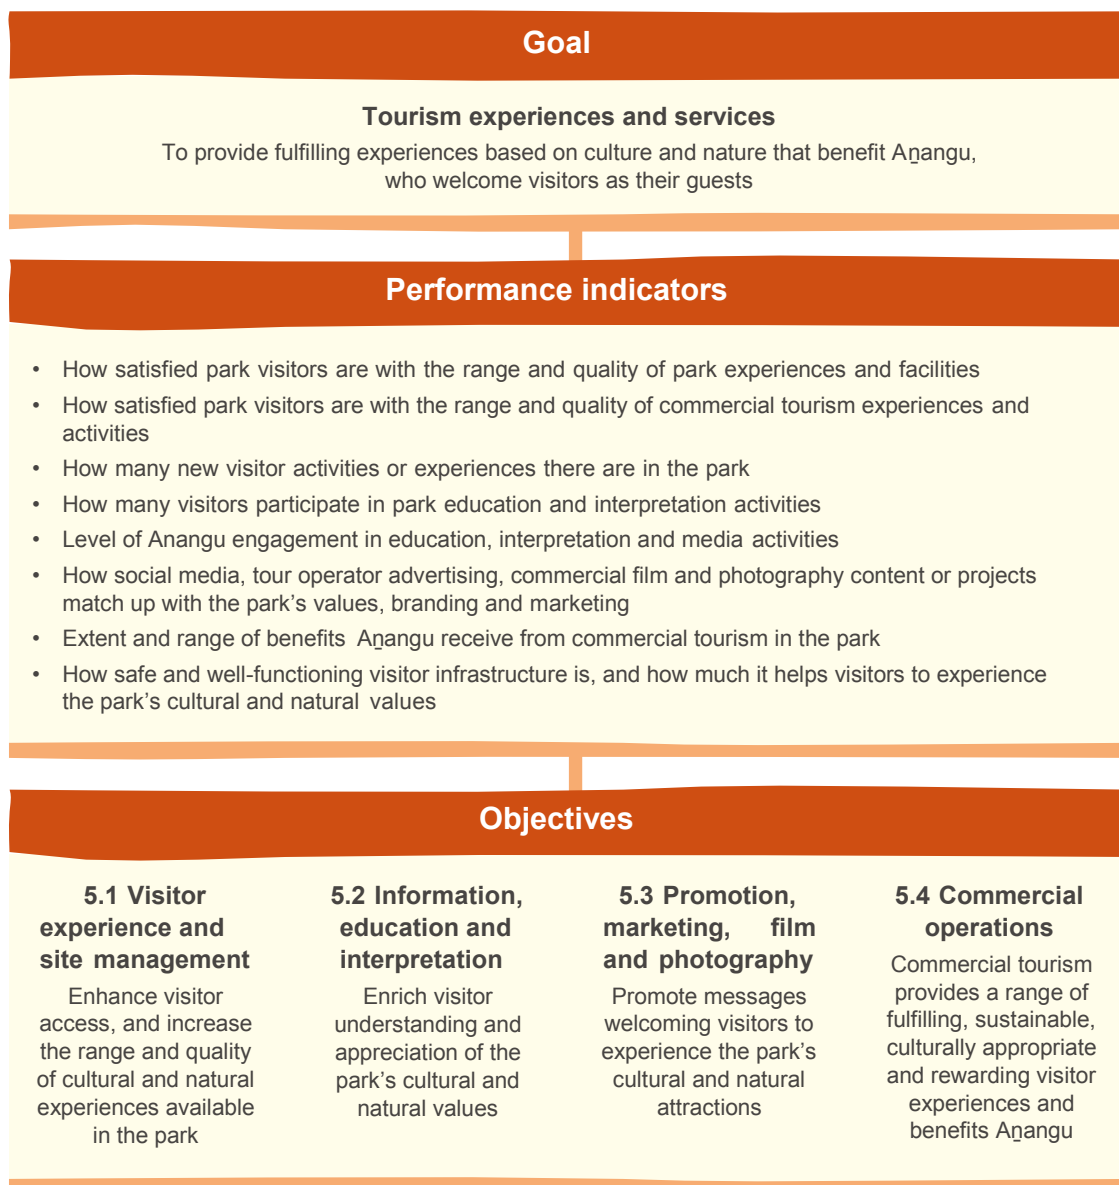 Goal
Tourism experiences and services
To provide fulfilling experiences based on culture and nature that benefit Aṉangu,
who welcome visitors as their guests
Performance indicators
• How satisfied park visitors are with the range and quality of park experiences and facilities
• How satisfied park visitors are with the range and quality of commercial tourism experiences and
activities
• How many new visitor activities or experiences there are in the park
• How many visitors participate in park education and interpretation activities
• Level of Anangu engagement in education, interpretation and media activities
• How social media, tour operator advertising, commercial film and photography content or projects
match up with the park’s values, branding and marketing
• Extent and range of benefits Aṉangu receive from commercial tourism in the park
• How safe and well-functioning visitor infrastructure is, and how much it helps visitors to experience
the park’s cultural and natural values
Objectives
5.1 Visitor
experience and
site management
Enhance visitor
access, and increase
the range and quality
of cultural and natural
experiences available
in the park
5.2 Information,
education and
interpretation
Enrich visitor
understanding and
appreciation of the
park’s cultural and
natural values
5.3 Promotion,
marketing, film
and photography
Promote messages
welcoming visitors to
experience the park’s
cultural and natural
attractions
5.4 Commercial
operations
Commercial tourism
provides a range of
fulfilling, sustainable,
culturally appropriate
and rewarding visitor
experiences and
benefits Aṉangu